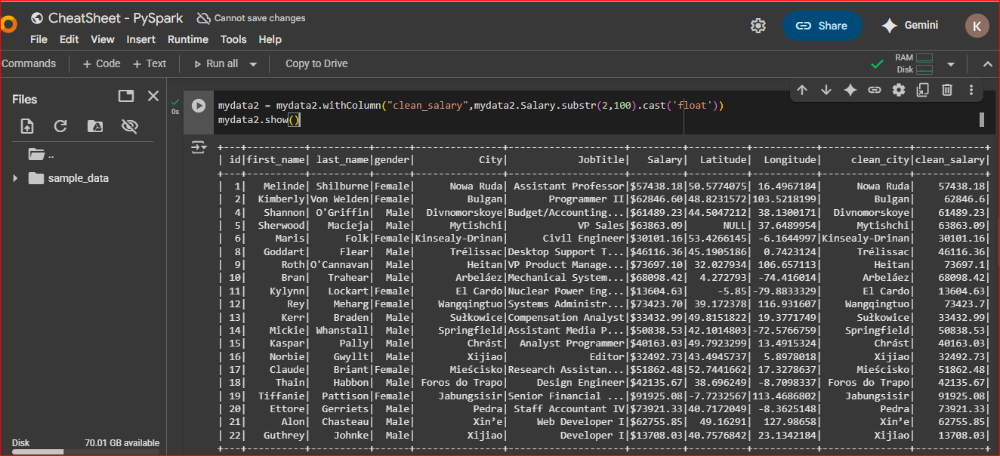 CheatSheet - PySpark Cannot save changes
File Edit View Insert Runtime Tools Help
Share
Gemini
K
Commands + Code + Text Run all Copy to Drive
RAM
Disk
Files
..
sample_data
Disk 70.01 GB available
0s
mydata2 = mydata2.withColumn("clean_salary",mydata2.Salary.substr(2,100).cast('float'))
mydata2.show()
+---+----------+----------+------+---------------+--------------------+---------+----------+-----------+---------------+------------+
| id|first_name| last_name|gender|           City|            JobTitle|   Salary|  Latitude|  Longitude|     clean_city|clean_salary|
+---+----------+----------+------+---------------+--------------------+---------+----------+-----------+---------------+------------+
|  1|   Melinde| Shilburne|Female|      Nowa Ruda| Assistant Professor|$57438.18|50.5774075| 16.4967184|      Nowa Ruda|    57438.18|
|  2|  Kimberly|Von Welden|Female|         Bulgan|       Programmer II|$62846.60|48.8231572|103.5218199|         Bulgan|     62846.6|
|  4|   Shannon| O'Griffin|  Male|  Divnomorskoye|Budget/Accounting...|$61489.23|44.5047212| 38.1300171|  Divnomorskoye|    61489.23|
|  5|  Sherwood|   Macieja|  Male|      Mytishchi|            VP Sales|$63863.09|      NULL| 37.6489954|      Mytishchi|    63863.09|
|  6|     Maris|      Folk|Female|Kinsealy-Drinan|      Civil Engineer|$30101.16|53.4266145| -6.1644997|Kinsealy-Drinan|    30101.16|
|  8|   Goddart|     Flear|  Male|      Trélissac|Desktop Support T...|$46116.36|45.1905186|  0.7423124|      Trélissac|    46116.36|
|  9|      Roth|O'Cannavan|  Male|         Heitan|VP Product Manage...|$73697.10| 32.027934| 106.657113|         Heitan|     73697.1|
| 10|      Bran|   Trahear|  Male|       Arbeláez|Mechanical System...|$68098.42|  4.272793| -74.416014|       Arbeláez|    68098.42|
| 11|    Kylynn|   Lockart|Female|       El Cardo|Nuclear Power Eng...|$13604.63|     -5.85|-79.8833329|       El Cardo|    13604.63|
| 12|       Rey|    Meharg|Female|    Wangqingtuo|Systems Administr...|$73423.70| 39.172378| 116.931607|    Wangqingtuo|     73423.7|
| 13|      Kerr|    Braden|  Male|      Sułkowice|Compensation Analyst|$33432.99|49.8151822| 19.3771749|      Sułkowice|    33432.99|
| 14|    Mickie| Whanstall|  Male|    Springfield|Assistant Media P...|$50838.53|42.1014803|-72.5766759|    Springfield|    50838.53|
| 15|    Kaspar|     Pally|  Male|         Chrást|  Analyst Programmer|$40163.03|49.7923299| 13.4915324|         Chrást|    40163.03|
| 16|    Norbie|    Gwyllt|  Male|         Xijiao|              Editor|$32492.73|43.4945737|  5.8978018|         Xijiao|    32492.73|
| 17|    Claude|    Briant|Female|      Mieścisko|Research Assistan...|$51862.48|52.7441662| 17.3278637|      Mieścisko|    51862.48|
| 18|     Thain|    Habbon|  Male| Foros do Trapo|     Design Engineer|$42135.67| 38.696249| -8.7098337| Foros do Trapo|    42135.67|
| 19|  Tiffanie|  Pattison|Female|    Jabungsisir|Senior Financial ...|$91925.08|-7.7232567|113.4686802|    Jabungsisir|    91925.08|
| 20|    Ettore|  Gerriets|  Male|          Pedra| Staff Accountant IV|$73921.33|40.7172049| -8.3625148|          Pedra|    73921.33|
| 21|      Alon|  Chasteau|  Male|         Xin’e|     Web Developer I|$62755.85|  49.16291|  127.98658|         Xin’e|    62755.85|
| 22|   Guthrey|    Johnke|  Male|         Xijiao|         Developer I|$13708.03|40.7576842| 23.1342184|         Xijiao|    13708.03|
+---+----------+----------+------+---------------+--------------------+---------+----------+-----------+---------------+------------+